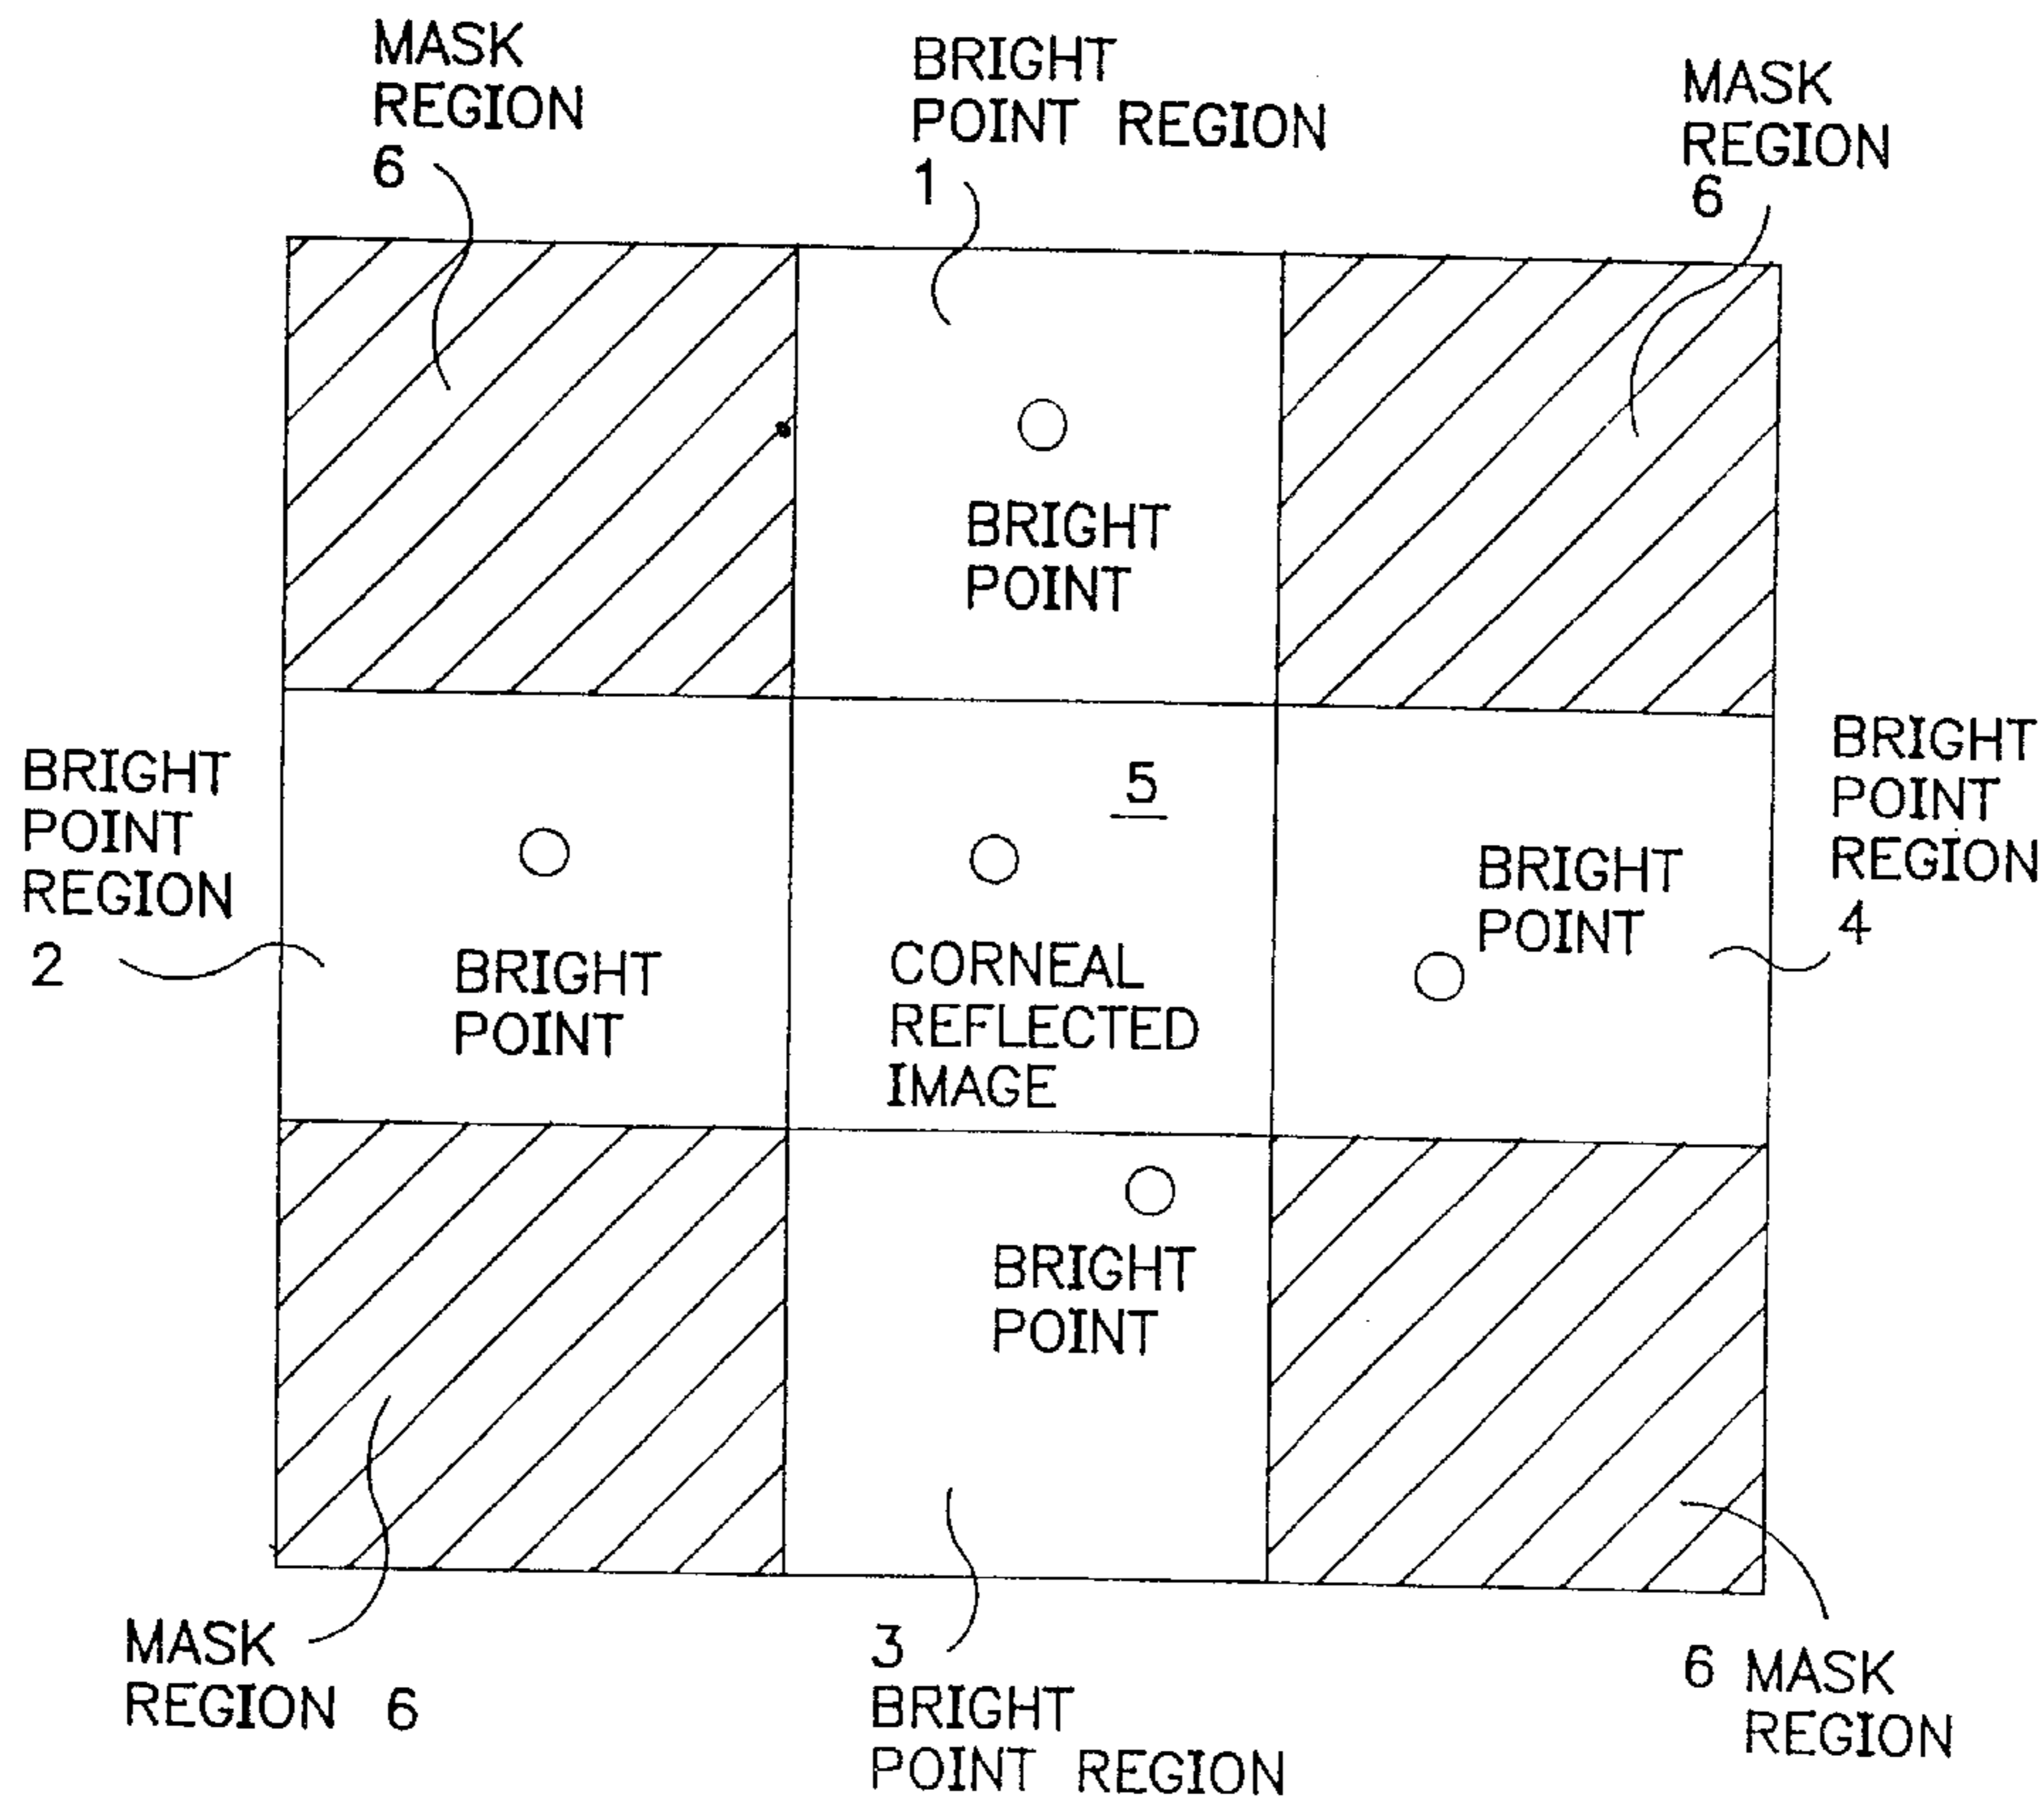 MASK
REGION
6
BRIGHT
POINT REGION
1
MASK
REGION
6
BRIGHT
POINT
BRIGHT
POINT
REGION
2
BRIGHT
POINT
5
CORNEAL
REFLECTED
IMAGE
BRIGHT
POINT
BRIGHT
POINT
REGION
4
BRIGHT
POINT
MASK
REGION 6
3
BRIGHT
POINT REGION
6 MASK
REGION